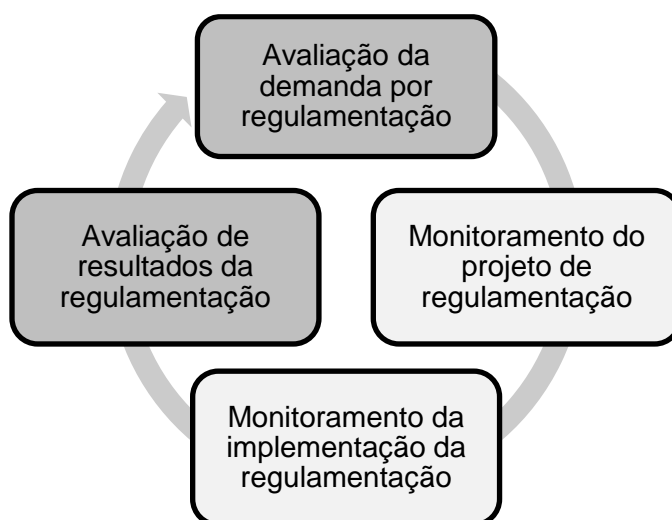 Avaliação da
demanda por
regulamentação
Monitoramento do
projeto de
regulamentação
Monitoramento da
implementação da
regulamentação
Avaliação de
resultados da
regulamentação